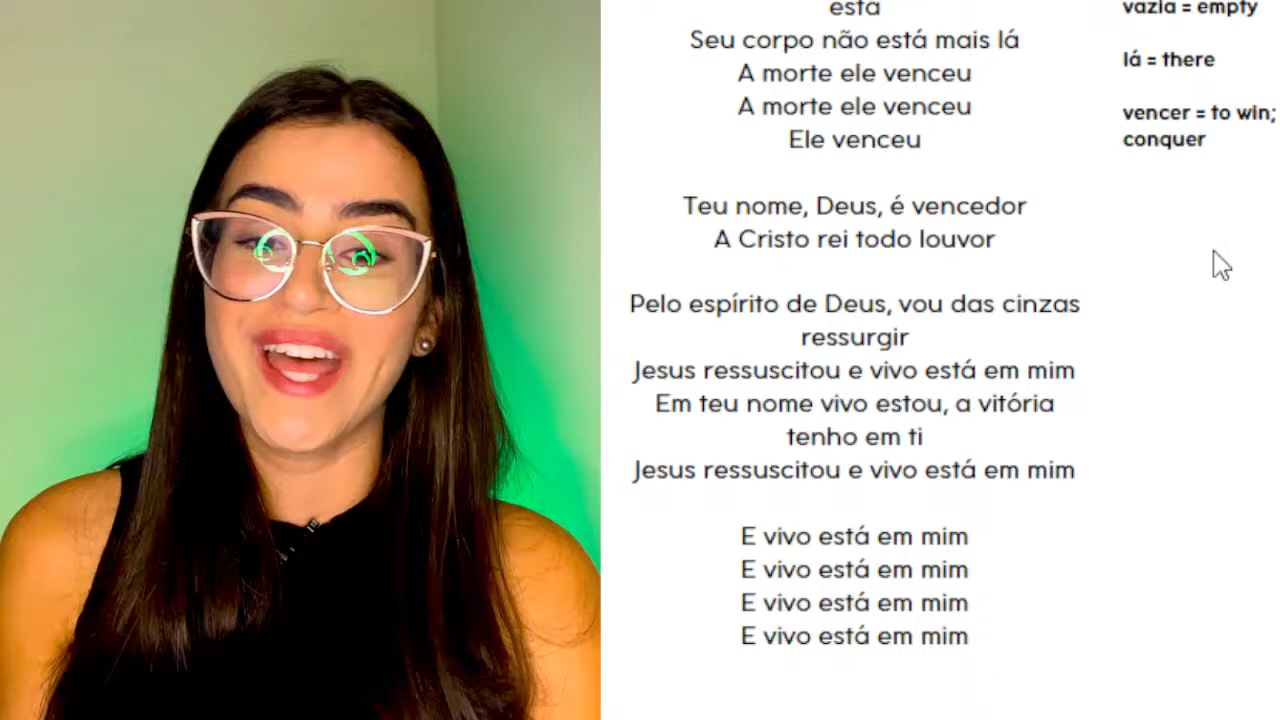 está
Seu corpo não está mais lá
A morte ele venceu
A morte ele venceu
Ele venceu
Teu nome, Deus, é vencedor
A Cristo rei todo louvor
Pelo espírito de Deus, vou das cinzas
ressurgir
Jesus ressuscitou e vivo está em mim
Em teu nome vivo estou, a vitória
tenho em ti
Jesus ressuscitou e vivo está em mim
E vivo está em mim
E vivo está em mim
E vivo está em mim
E vivo está em mim
vazia = empty
lá = there
vencer = to win;
conquer